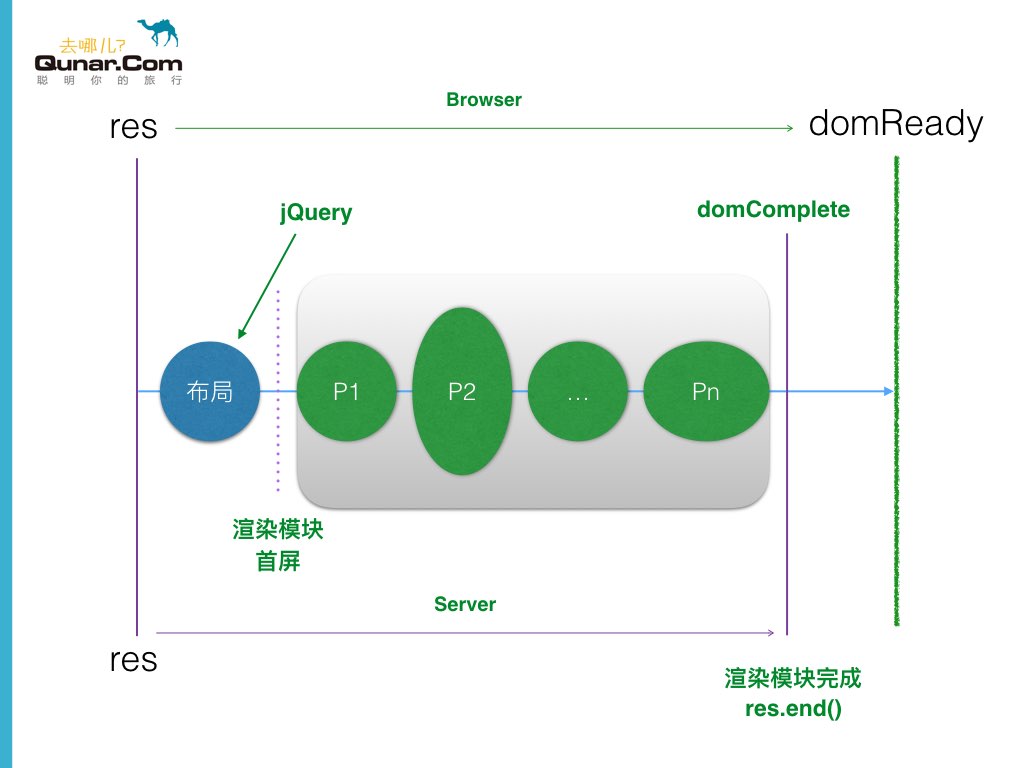 去哪儿?
Qunar.Com
聪明你的旅行
Browser
res
domReady
jQuery
domComplete
布局
P1
P2
...
Pn
渲染模块
首屏
Server
res
渲染模块完成
res.end()